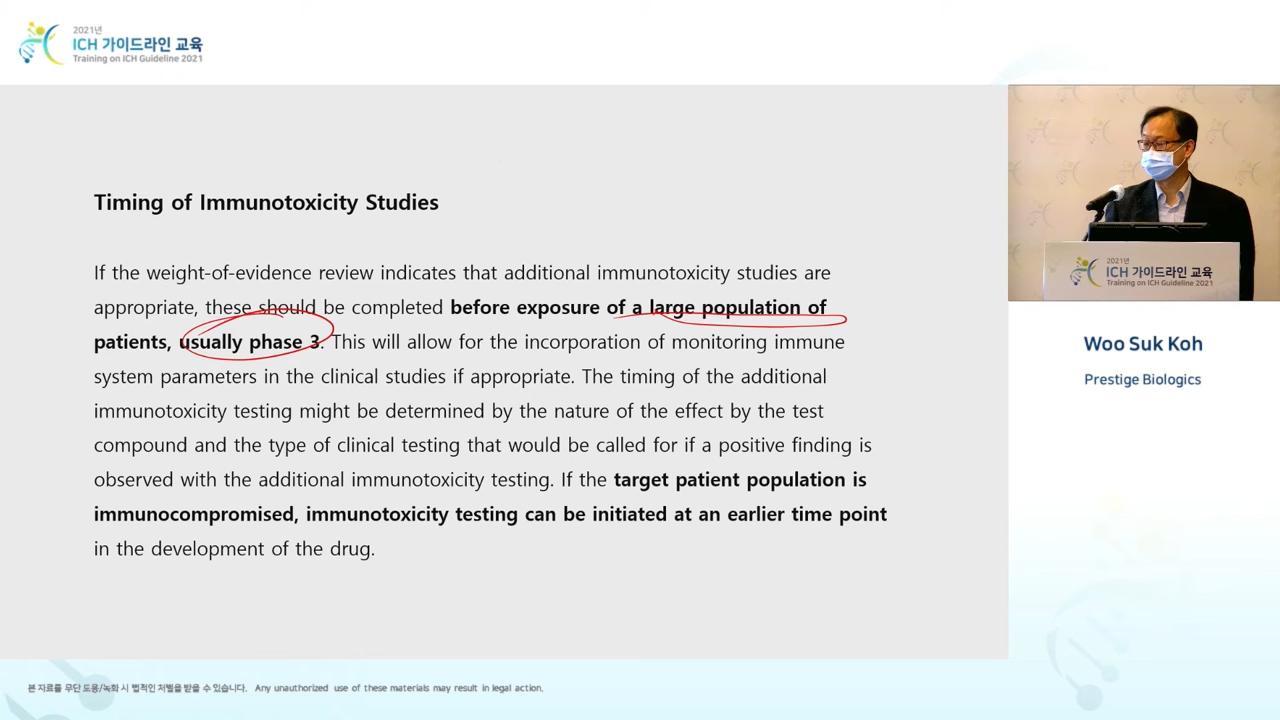 2021년
ICH 가이드라인 교육
Training on ICH Guideline 2021
Timing of Immunotoxicity Studies
If the weight-of-evidence review indicates that additional immunotoxicity studies are
appropriate, these should be completed before exposure of a large population of
patients, usually phase 3. This will allow for the incorporation of monitoring immune
system parameters in the clinical studies if appropriate. The timing of the additional
immunotoxicity testing might be determined by the nature of the effect by the test
compound and the type of clinical testing that would be called for if a positive finding is
observed with the additional immunotoxicity testing. If the target patient population is
immunocompromised, immunotoxicity testing can be initiated at an earlier time point
in the development of the drug.
2021년
ICH 가이드라인 교육
Training on ICH Guideline 2021
Woo Suk Koh
Prestige Biologics
본 자료를 무단 도용/녹화 시 법적인 처벌을 받을 수 있습니다. Any unauthorized use of these materials may result in legal action.